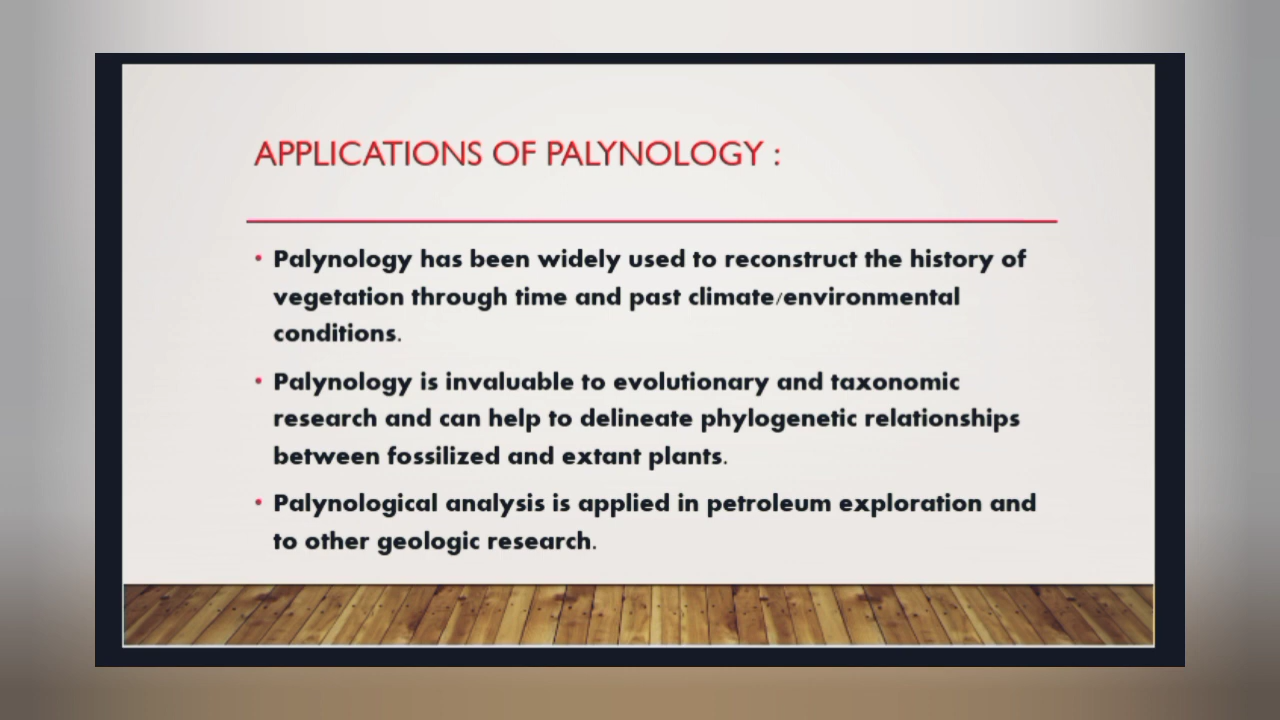 APPLICATIONS OF PALYNOLOGY :
• Palynology has been widely used to reconstruct the history of
vegetation through time and past climate/environmental
conditions.
• Palynology is invaluable to evolutionary and taxonomic
research and can help to delineate phylogenetic relationships
between fossilized and extant plants.
• Palynological analysis is applied in petroleum exploration and
to other geologic research.